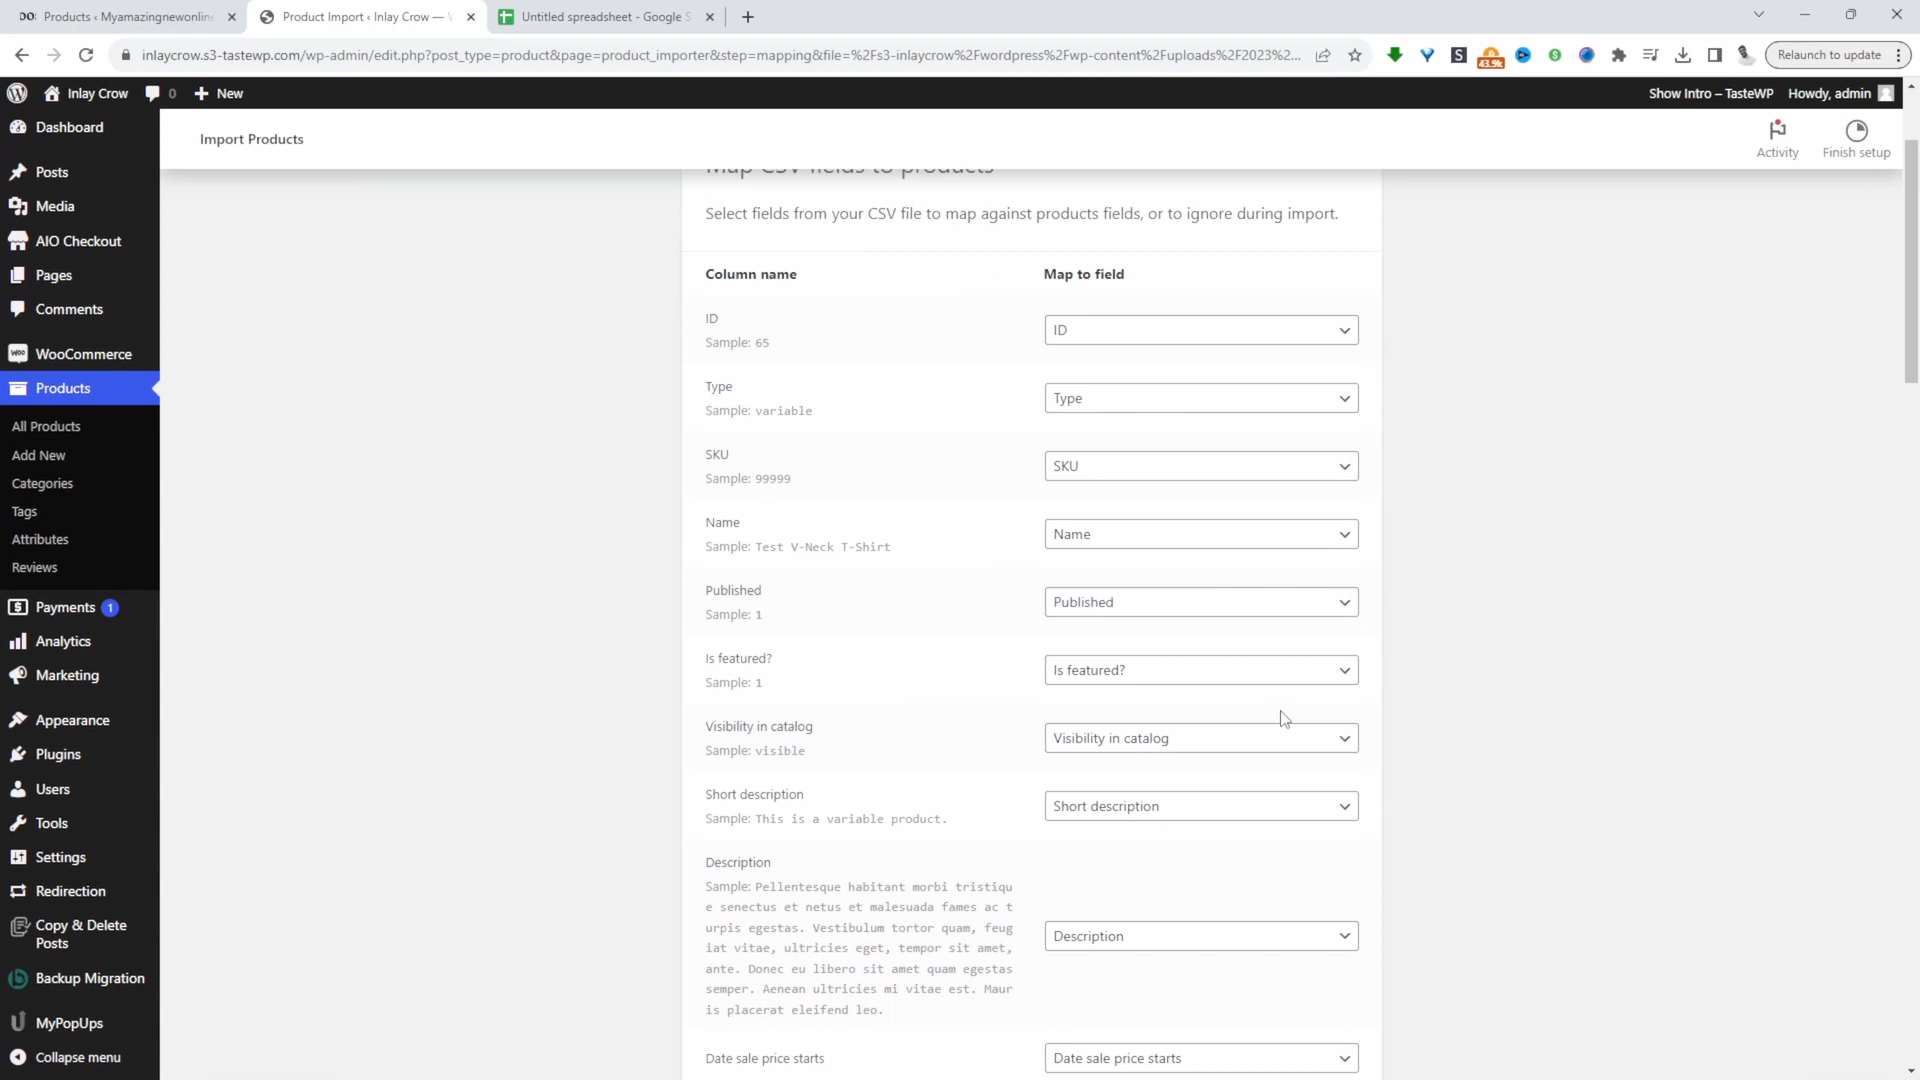 Products ‹ Myamazingnewonline
Product Import ‹ Inlay Crow —
Untitled spreadsheet - Google S
inlaycrow.s3-tastewp.com/wp-admin/edit.php?post_type=product&page=product_importer&step=mapping&file=%2Fs3-inlaycrow%2Fwordpress%2Fwp-content%2Fuploads%2F2023%2...
43.9k
Relaunch to update
Inlay Crow
0
New
Show Intro – TasteWP
Howdy, admin
Dashboard
Posts
Media
AIO Checkout
Pages
Comments
WooCommerce
Products
All Products
Add New
Categories
Tags
Attributes
Reviews
Payments 1
Analytics
Marketing
Appearance
Plugins
Users
Tools
Settings
Redirection
Copy & Delete
Posts
Backup Migration
MyPopUps
Collapse menu
Import Products
Activity
Finish setup
Map CSV fields to products
Select fields from your CSV file to map against products fields, or to ignore during import.
Column name
Map to field
ID
Sample: 65
ID
Type
Sample: variable
Type
SKU
Sample: 99999
SKU
Name
Sample: Test V-Neck T-Shirt
Name
Published
Sample: 1
Published
Is featured?
Sample: 1
Is featured?
Visibility in catalog
Sample: visible
Visibility in catalog
Short description
Sample: This is a variable product.
Short description
Description
Sample: Pellentesque habitant morbi tristiqu
e senectus et netus et malesuada fames ac t
urpis egestas. Vestibulum tortor quam, feug
iat vitae, ultricies eget, tempor sit amet,
ante. Donec eu libero sit amet quam egestas
semper. Aenean ultricies mi vitae est. Maur
is placerat eleifend leo.
Description
Date sale price starts
Date sale price starts